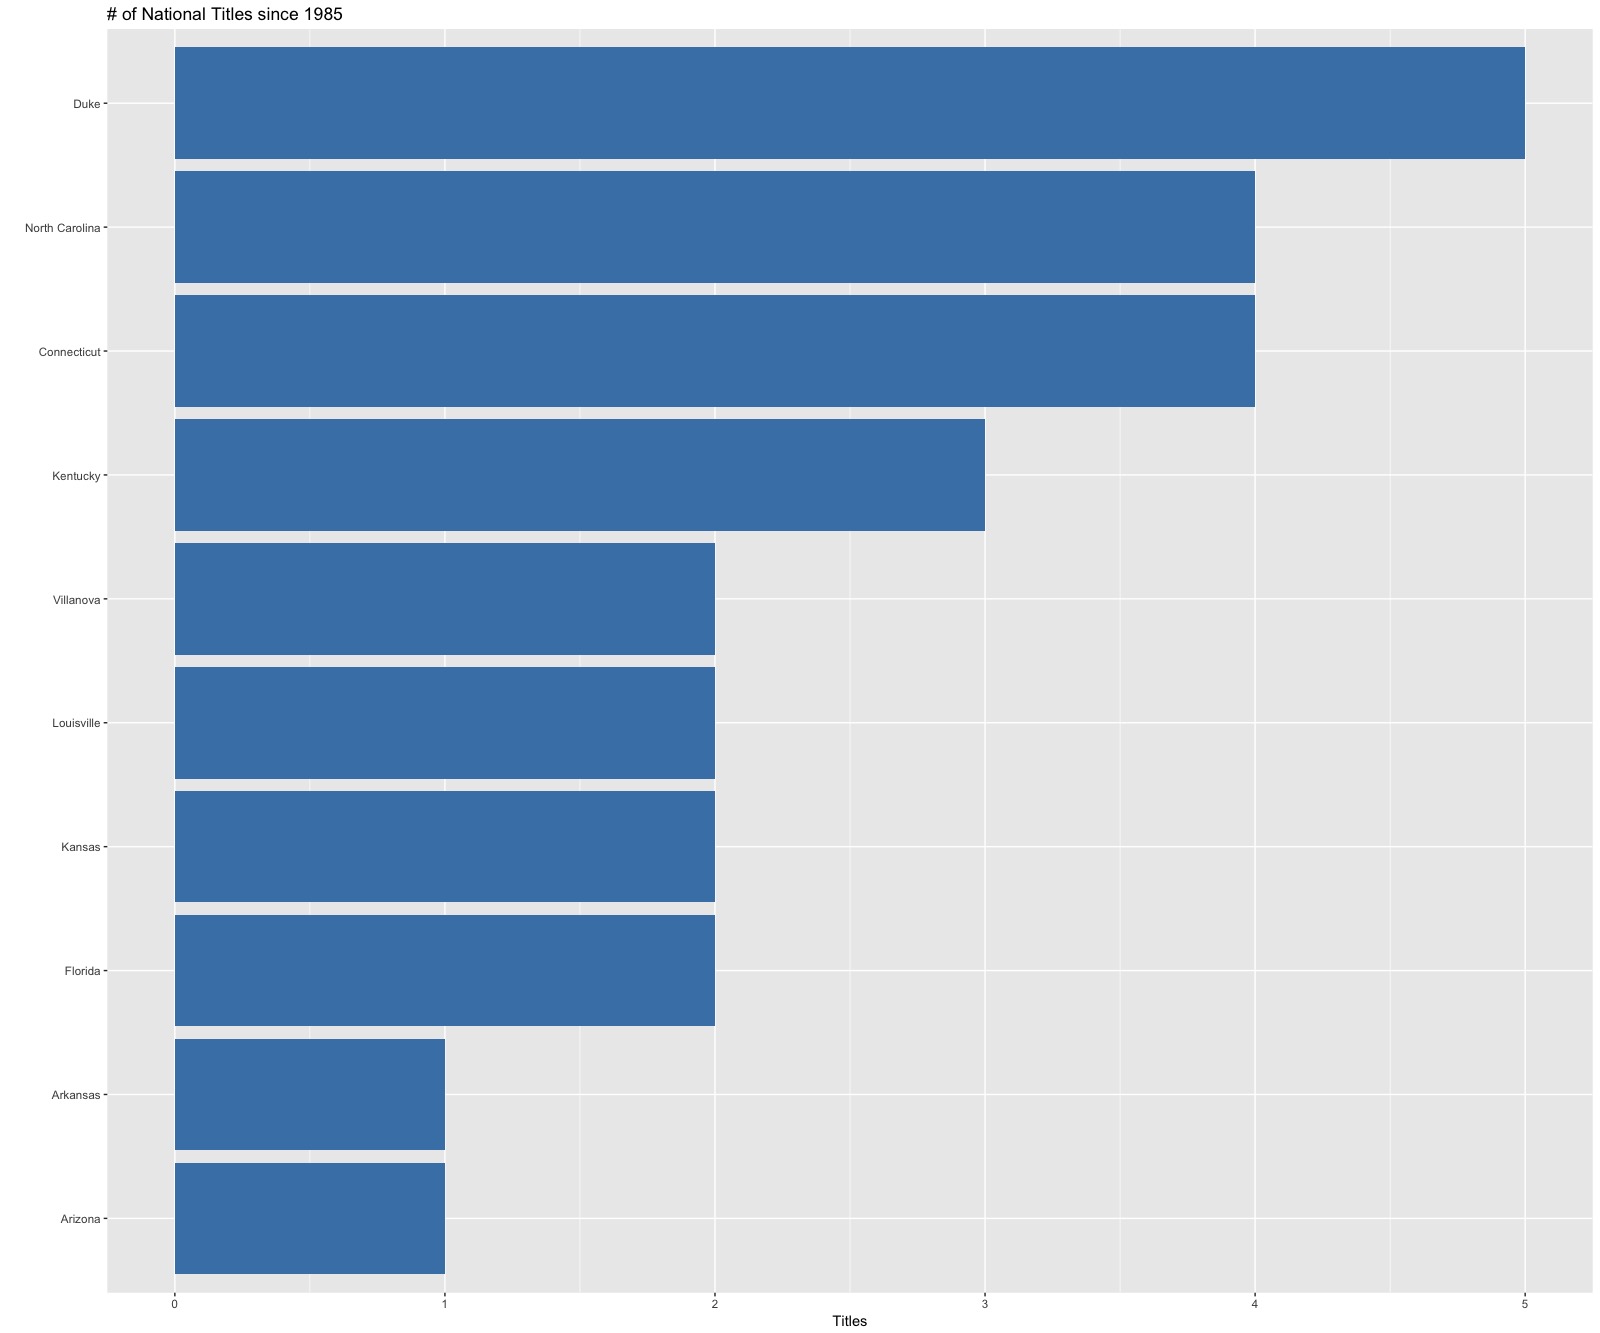 # of National Titles since 1985
Duke
North Carolina
Connecticut
Kentucky
Villanova
Louisville
Kansas
Florida
Arkansas
Arizona
0 1 2 3 4 5
Titles